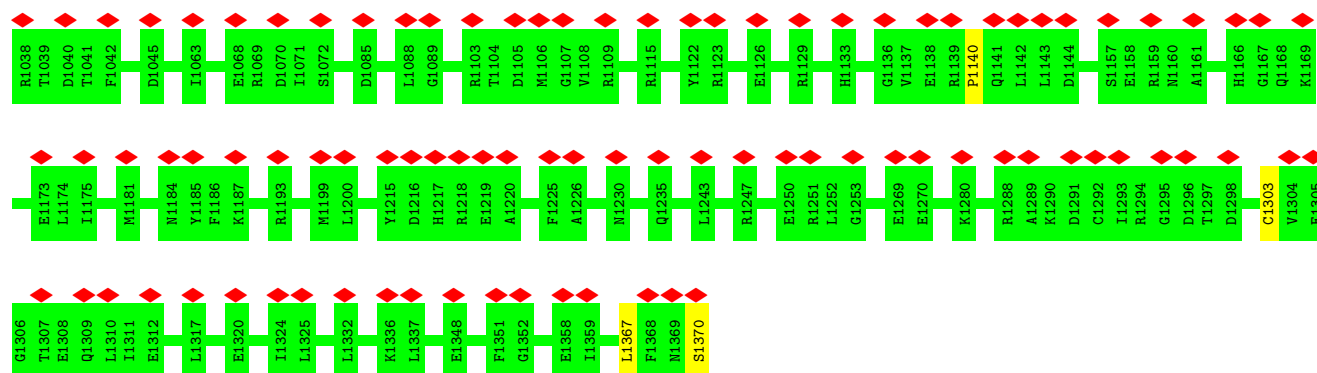 R1038 T1039 D1040 T1041 F1042 D1045 I1063 E1068 R1069 D1070 I1071 S1072 D1085 L1088 G1089 R1103 T1104 D1105 M1106 G1107 V1108 R1109 R1115 Y1122 R1123 E1126 R1129 H1133 G1136 V1137 E1138 R1139 P1140 Q1141 L1142 L1143 D1144 S1157 E1158 R1159 N1160 A1161 H1166 G1167 Q1168 K1169
E1173 L1174 I1175 M1181 N1184 Y1185 F1186 K1187 R1193 M1199 L1200 Y1215 D1216 H1217 R1218 E1219 A1220 F1225 A1226 N1230 Q1235 L1243 R1247 E1250 R1251 L1252 G1253 E1269 E1270 K1280 R1288 A1289 K1290 D1291 C1292 I1293 R1294 G1295 D1296 T1297 D1298 C1303 V1304
G1306 T1307 E1308 Q1309 L1310 I1311 E1312 L1317 E1320 I1324 L1325 L1332 K1336 L1337 E1348 F1351 G1352 E1358 I1359 L1367 F1368 N1369 S1370